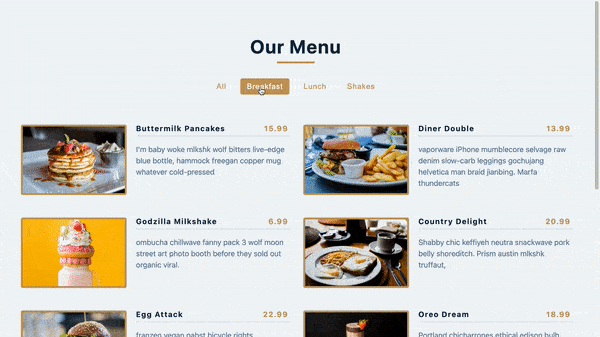 Our Menu
All Breakfast Lunch Shakes
Buttermilk Pancakes 15.99
I'm baby woke mlkshk wolf bitters live-edge
blue bottle, hammock freegan copper mug
whatever cold-pressed
Diner Double 13.99
vaporware iPhone mumblecore selvage raw
denim slow-carb leggings gochujang
helvetica man braid jianbing. Marfa
thundercats
Godzilla Milkshake 6.99
ombucha chillwave fanny pack 3 wolf moon
street art photo booth before they sold out
organic viral.
Country Delight 20.99
Shabby chic keffiyeh neutra snackwave pork
belly shoreditch. Prism austin mlkshk
truffaut,
Egg Attack 22.99
franzen vegan pabst bicycle rights
Oreo Dream 18.99
Portland chicharrones ethical edison bulb,